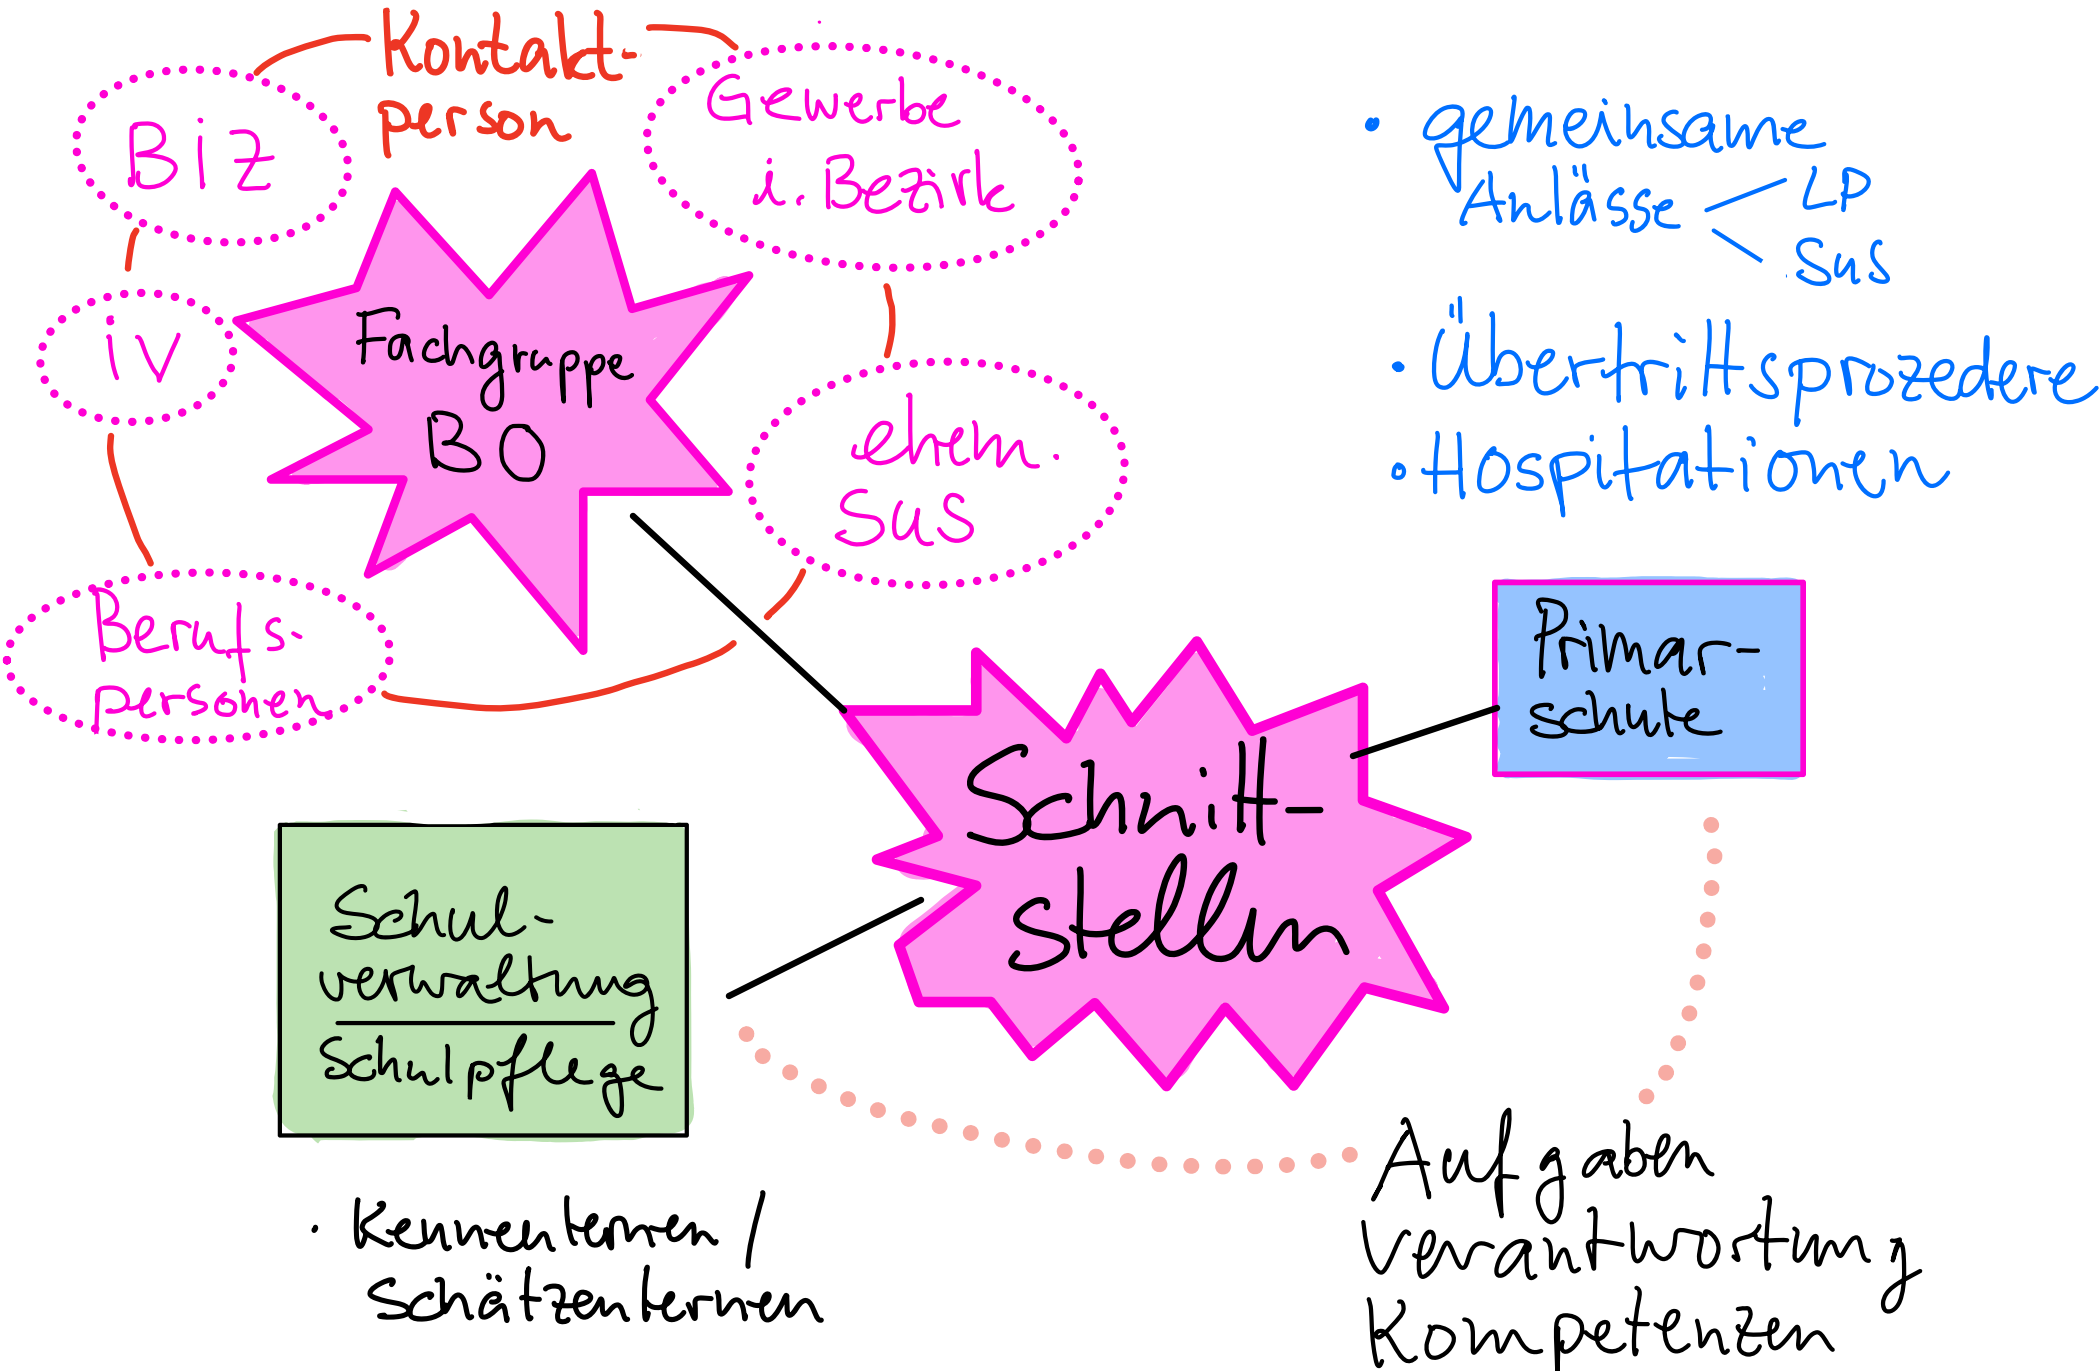 Kontakt-
person
Biz
Gewerbe
i. Bezirk
IV
Fachgruppe
BO
ehem.
SuS
Berufs-
personen
• gemeinsame
Anlässe
LP
SuS
• Übertrittsprozedere
• Hospitationen
Primar-
schule
Schnitt-
stellen
Schul-
verwaltung
Schulpflege
• Kennenlernen /
Schätzenlernen
Aufgaben
Verantwortung
Kompetenzen